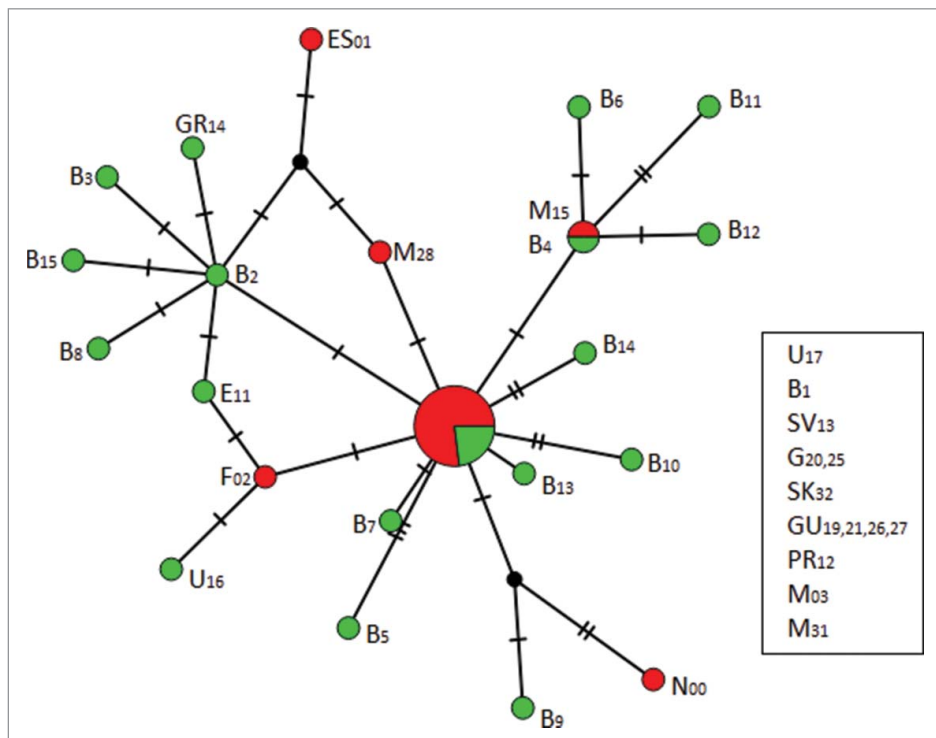 ES01
B6
B11
GR14
B3
M15
B4
B12
M28
B15
B2
B14
B8
E11
B10
F02
B13
B7
U16
B5
N00
B9
U17
B1
SV13
G20,25
SK32
GU19,21,26,27
PR12
M03
M31